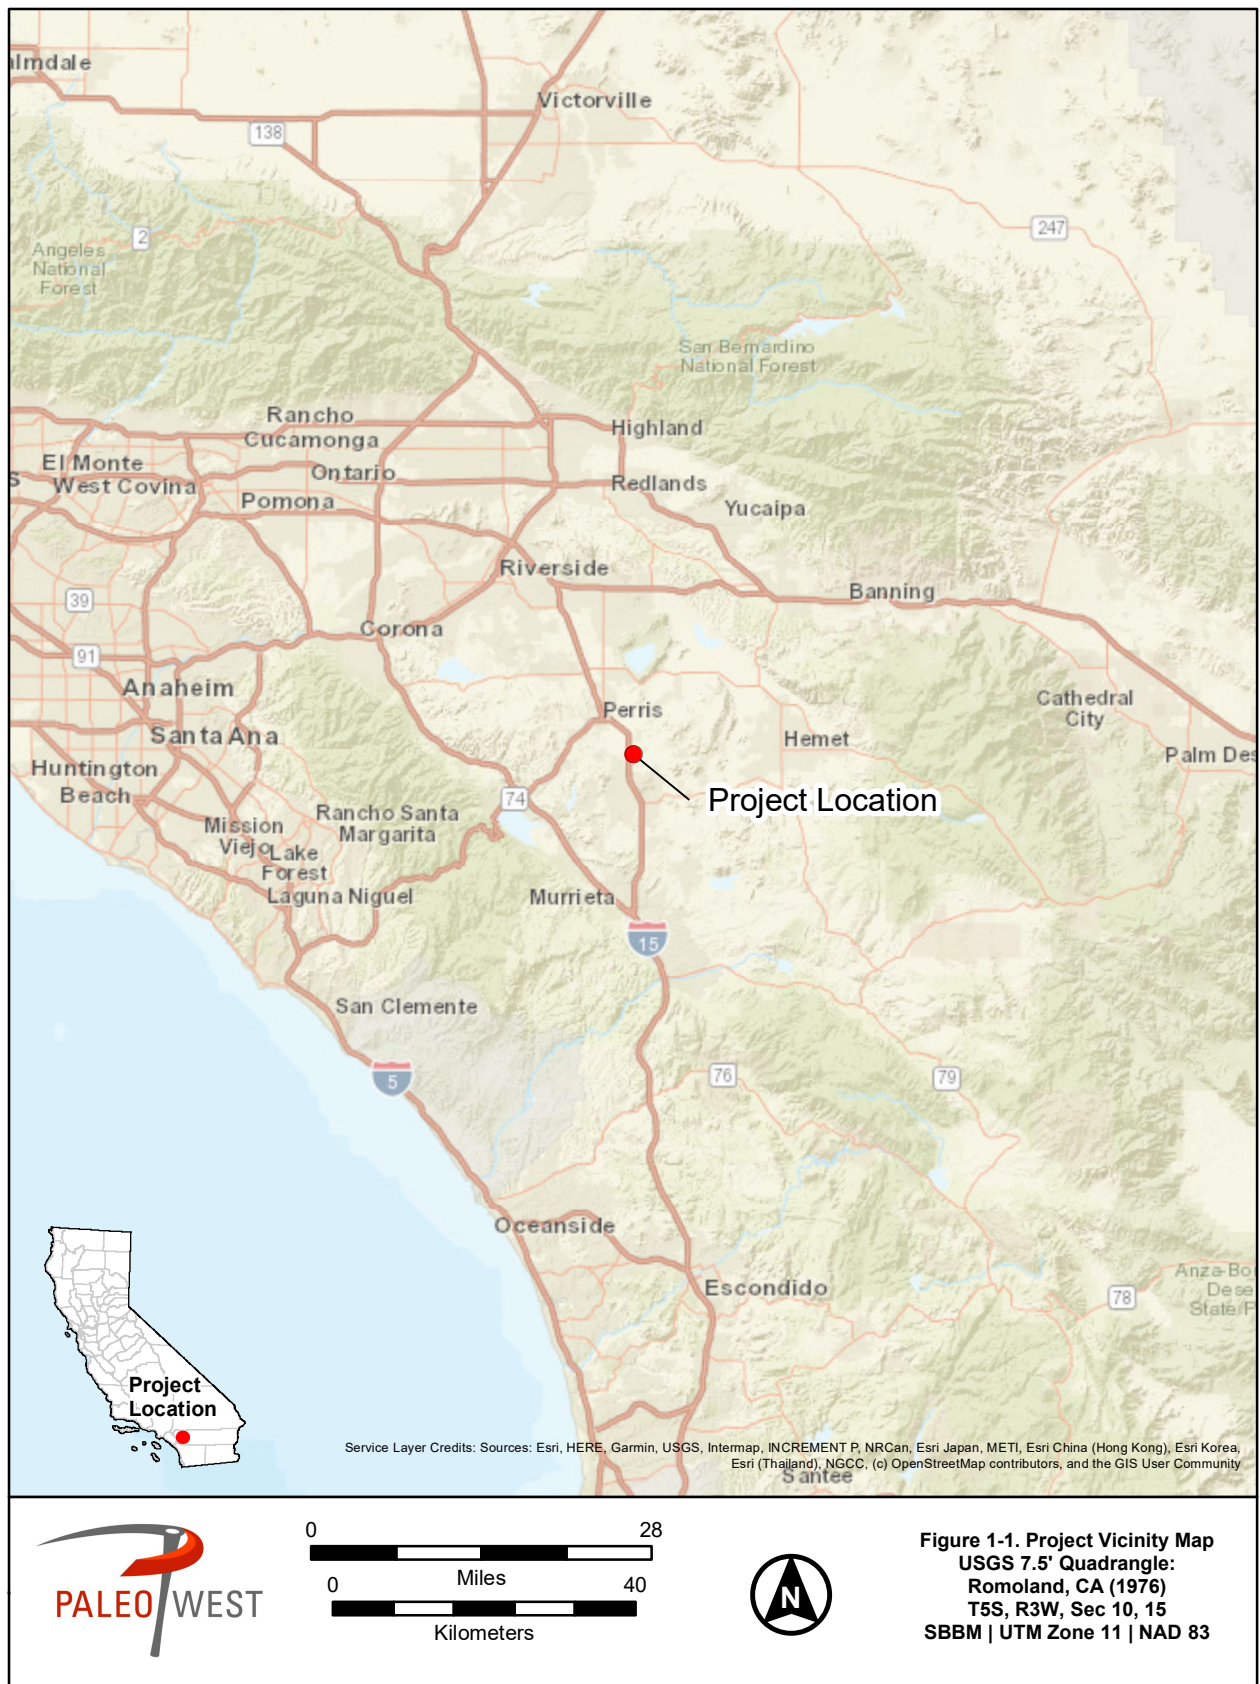 almdale
Victorville
138
247
2
Angeles
National
Forest
San Bernardino
National Forest
Rancho
Cucamonga
Highland
El Monte
West Covina
S
Ontario
Pomona
Redlands
Yucaipa
Riverside
Banning
39
Corona
91
Anaheim
Santa Ana
Perris
Cathedral
City
Hemet
Palm Des
Huntington
Beach
74
Project Location
Rancho Santa
Margarita
Mission
Viejo
Lake
Forest
Laguna Niguel
Murrieta
15
San Clemente
5
76
79
Oceanside
Escondido
78
Anza-Bor
Dese
State P
Project
Location
Service Layer Credits: Sources: Esri, HERE, Garmin, USGS, Intermap, INCREMENT P, NRCan, Esri Japan, METI, Esri China (Hong Kong), Esri Korea,
Esri (Thailand), NGCC, (c) OpenStreetMap contributors, and the GIS User Community
Santee
PALEO WEST
0 28
Miles
0 40
Kilometers
N
Figure 1-1. Project Vicinity Map
USGS 7.5' Quadrangle:
Romoland, CA (1976)
T5S, R3W, Sec 10, 15
SBBM | UTM Zone 11 | NAD 83